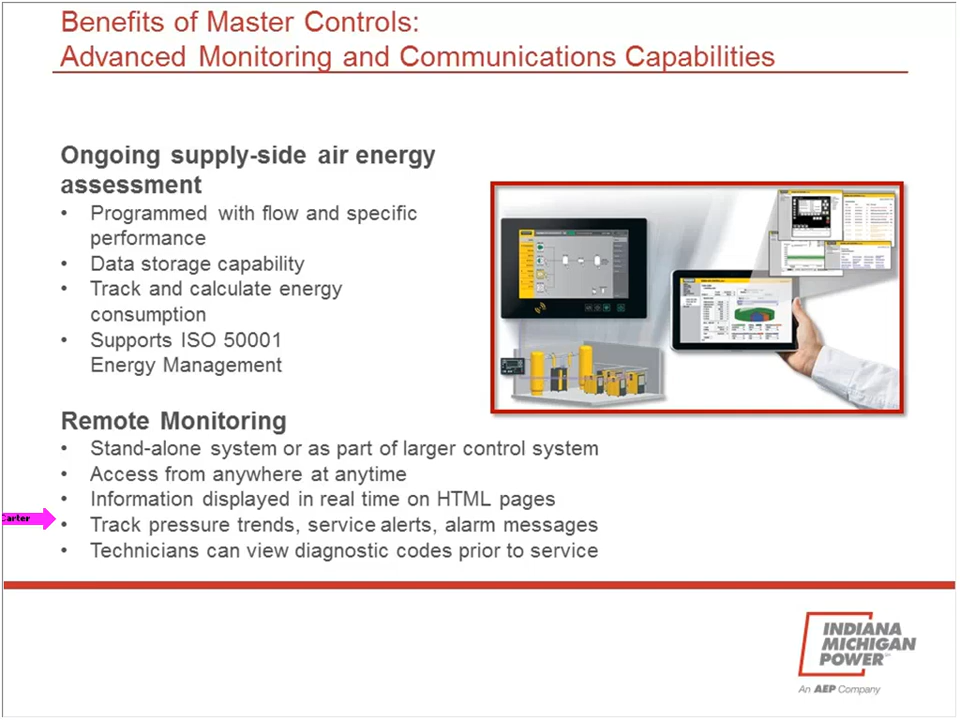 Benefits of Master Controls:
Advanced Monitoring and Communications Capabilities
Ongoing supply-side air energy
assessment
• Programmed with flow and specific
performance
• Data storage capability
• Track and calculate energy
consumption
• Supports ISO 50001
Energy Management
Remote Monitoring
• Stand-alone system or as part of larger control system
• Access from anywhere at anytime
• Information displayed in real time on HTML pages
Carter
• Track pressure trends, service alerts, alarm messages
• Technicians can view diagnostic codes prior to service
INDIANA
MICHIGAN
POWER
An AEP Company